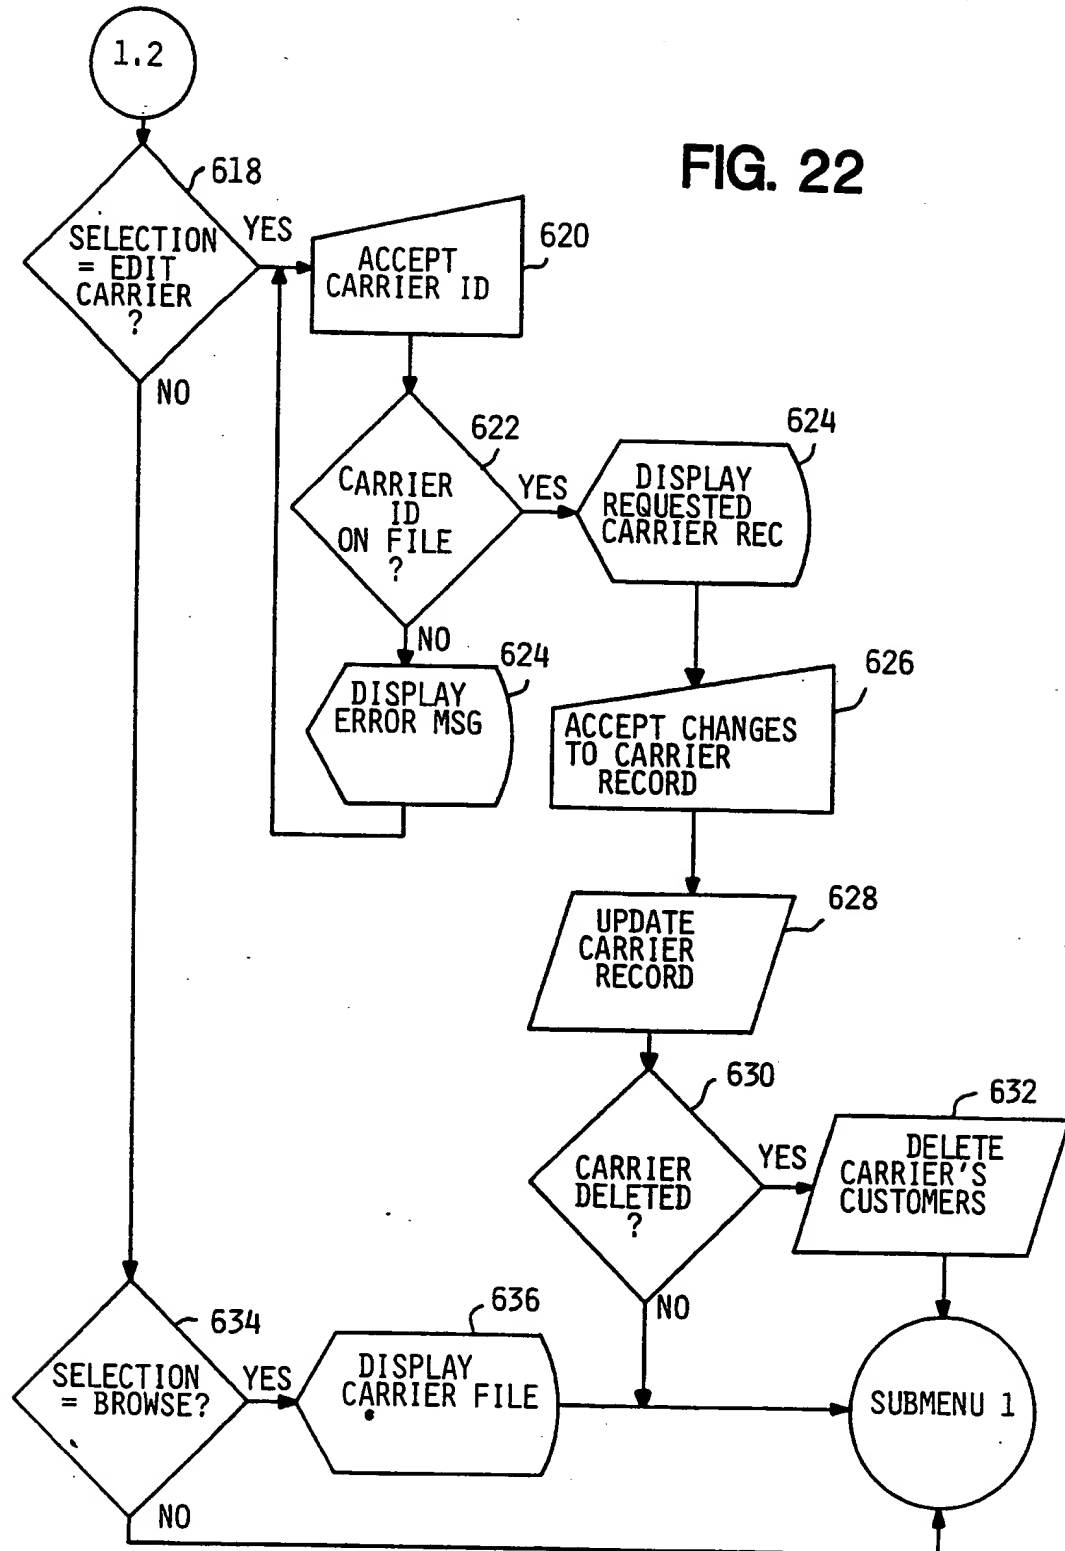 1.2
FIG. 22
618
SELECTION
= EDIT
CARRIER
?
YES
NO
620
ACCEPT
CARRIER ID
622
CARRIER
ID
ON FILE
?
YES
NO
624
DISPLAY
REQUESTED
CARRIER REC
624
DISPLAY
ERROR MSG
626
ACCEPT CHANGES
TO CARRIER
RECORD
628
UPDATE
CARRIER
RECORD
630
CARRIER
DELETED
?
YES
NO
632
DELETE
CARRIER'S
CUSTOMERS
634
SELECTION
= BROWSE?
YES
NO
636
DISPLAY
CARRIER FILE
SUBMENU 1